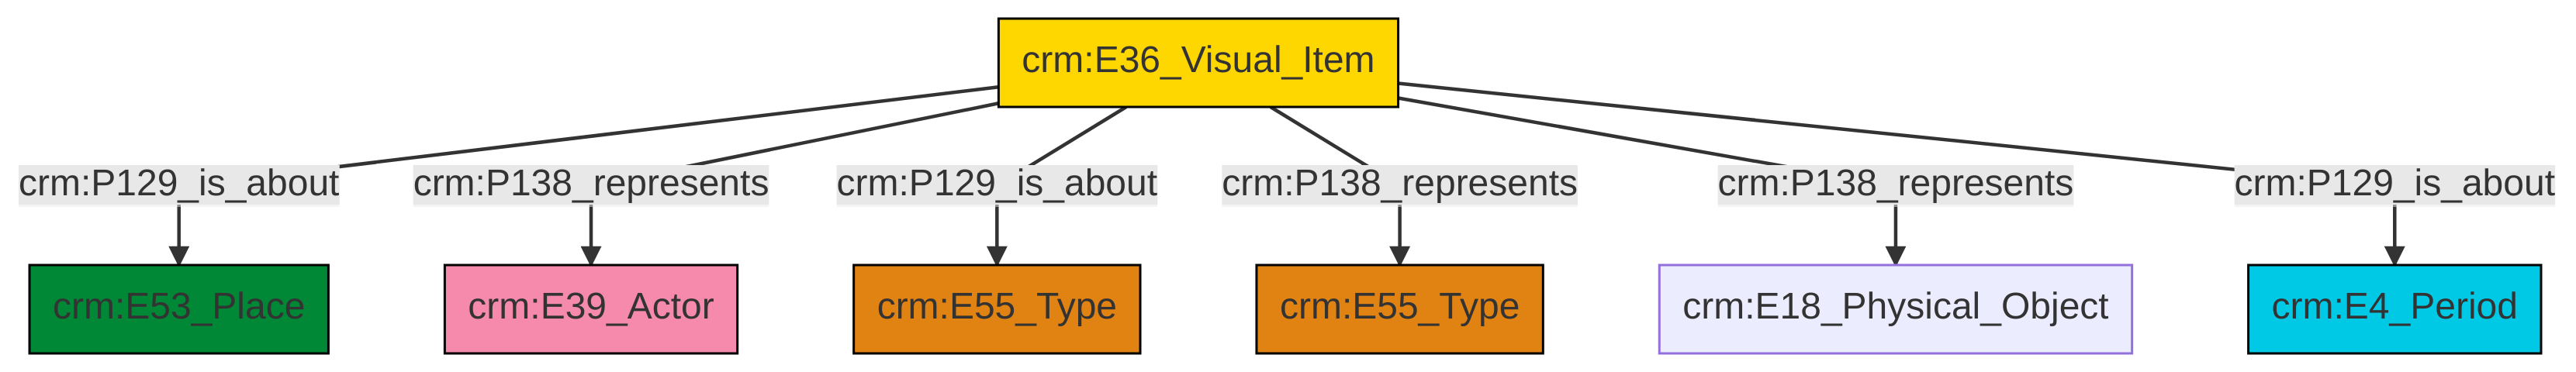 crm:E36_Visual_Item
crm:P129_is_about
crm:P138_represents
crm:P129_is_about
crm:P138_represents
crm:P138_represents
crm:P129_is_about
crm:E53_Place
crm:E39_Actor
crm:E55_Type
crm:E55_Type
crm:E18_Physical_Object
crm:E4_Period